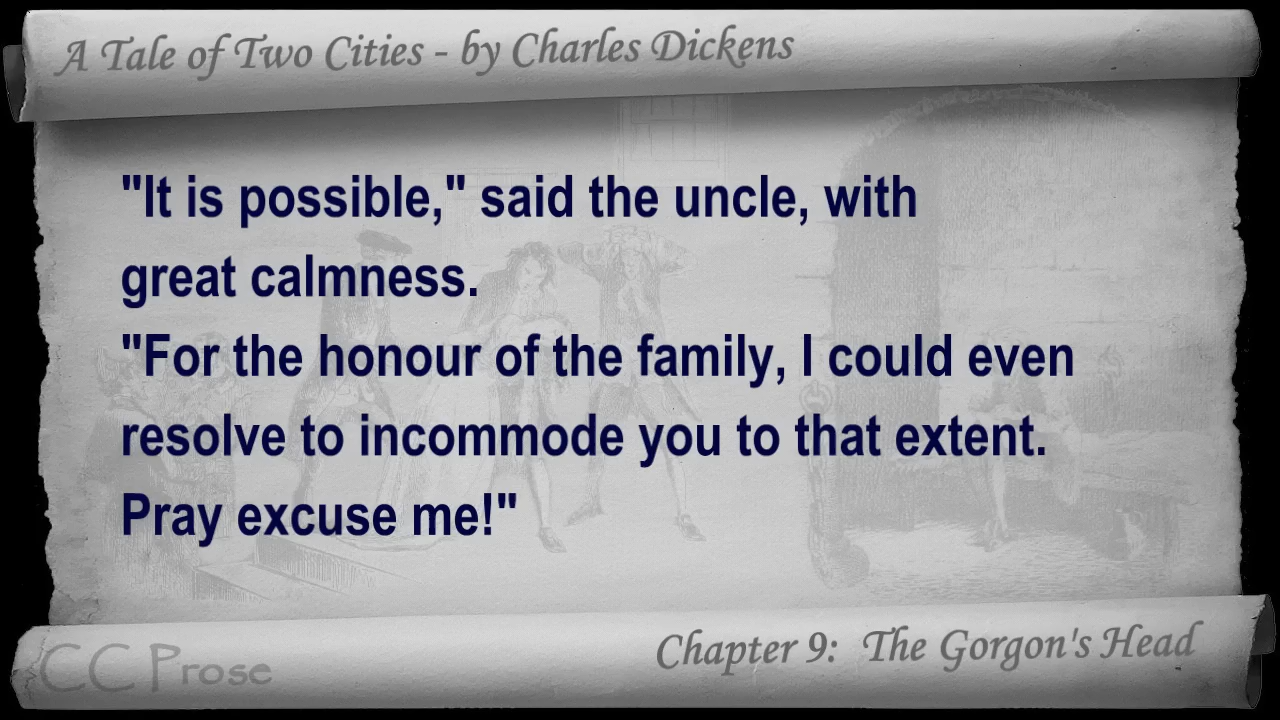 A Tale of Two Cities - by Charles Dickens
"It is possible," said the uncle, with
great calmness.
"For the honour of the family, I could even
resolve to incommode you to that extent.
Pray excuse me!"
Chapter 9: The Gorgon's Head
CC Prose